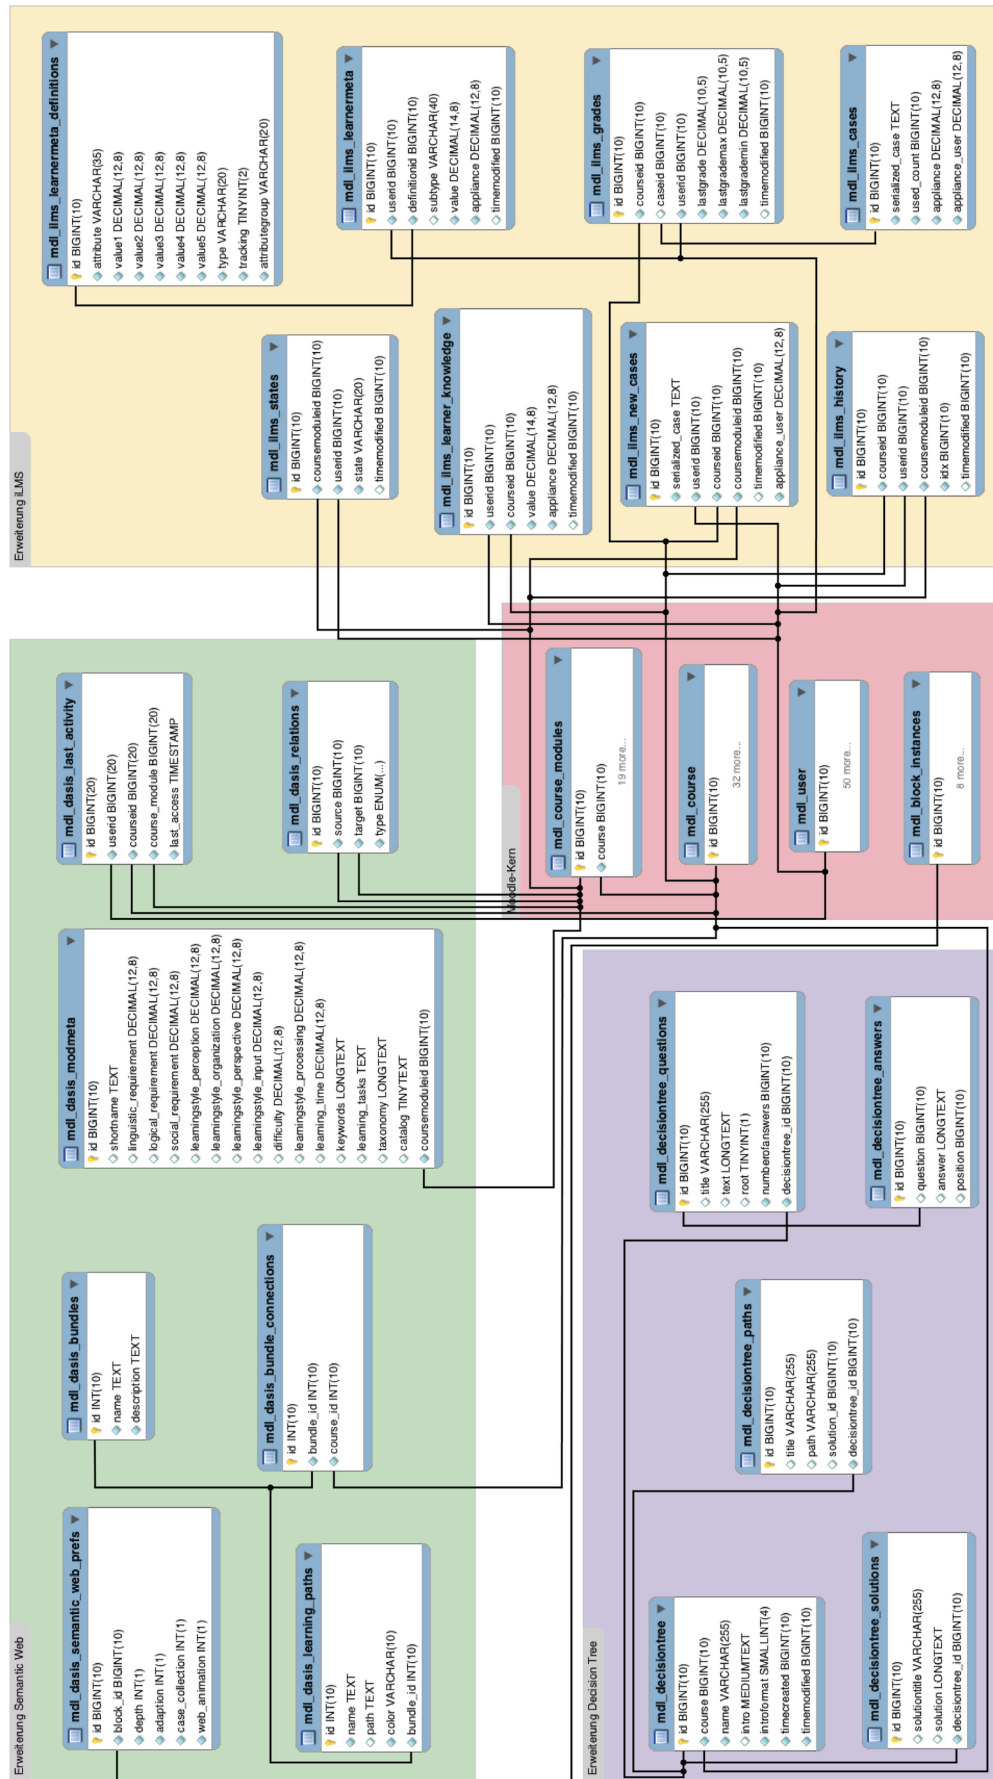 Erweiterung Semantic Web
mdl_dasis_semantic_web_prefs
id BIGINT(10)
block_id BIGINT(10)
depth INT(1)
adaption INT(1)
case_collection INT(1)
web_animation INT(1)
mdl_dasis_bundles
id INT(10)
name TEXT
description TEXT
mdl_dasis_modmeta
id BIGINT(10)
shortname TEXT
linguistic_requirement DECIMAL(12,8)
logical_requirement DECIMAL(12,8)
social_requirement DECIMAL(12,8)
learningstyle_perception DECIMAL(12,8)
learningstyle_organization DECIMAL(12,8)
learningstyle_perspective DECIMAL(12,8)
learningstyle_input DECIMAL(12,8)
difficulty DECIMAL(12,8)
learningstyle_processing DECIMAL(12,8)
learning_time DECIMAL(12,8)
keywords LONGTEXT
learning_tasks TEXT
taxonomy LONGTEXT
catalog TINYTEXT
coursemoduleid BIGINT(10)
mdl_dasis_last_activity
id BIGINT(20)
userid BIGINT(20)
courseid BIGINT(20)
course_module BIGINT(20)
last_access TIMESTAMP
mdl_dasis_learning_paths
id INT(10)
name TEXT
path TEXT
color VARCHAR(10)
bundle_id INT(10)
mdl_dasis_bundle_connections
id INT(10)
bundle_id INT(10)
course_id INT(10)
mdl_dasis_relations
id BIGINT(10)
source BIGINT(10)
target BIGINT(10)
type ENUM(...)
Erweiterung iLMS
mdl_ilms_learnermeta_definitions
id BIGINT(10)
attribute VARCHAR(35)
value1 DECIMAL(12,8)
value2 DECIMAL(12,8)
value3 DECIMAL(12,8)
value4 DECIMAL(12,8)
value5 DECIMAL(12,8)
type VARCHAR(20)
tracking TINYINT(2)
attributegroup VARCHAR(20)
mdl_ilms_states
id BIGINT(10)
coursemoduleid BIGINT(10)
userid BIGINT(10)
state VARCHAR(20)
timemodified BIGINT(10)
mdl_ilms_learnermeta
id BIGINT(10)
userid BIGINT(10)
definitionid BIGINT(10)
subtype VARCHAR(40)
value DECIMAL(14,8)
appliance DECIMAL(12,8)
timemodified BIGINT(10)
mdl_ilms_learner_knowledge
id BIGINT(10)
userid BIGINT(10)
courseid BIGINT(10)
value DECIMAL(14,8)
appliance DECIMAL(12,8)
timemodified BIGINT(10)
mdl_ilms_grades
id BIGINT(10)
courseid BIGINT(10)
caseid BIGINT(10)
userid BIGINT(10)
lastgrade DECIMAL(10,5)
lastgrademax DECIMAL(10,5)
lastgrademin DECIMAL(10,5)
timemodified BIGINT(10)
mdl_ilms_new_cases
id BIGINT(10)
serialized_case TEXT
userid BIGINT(10)
courseid BIGINT(10)
coursemoduleid BIGINT(10)
timemodified BIGINT(10)
appliance_user DECIMAL(12,8)
mdl_ilms_cases
id BIGINT(10)
serialized_case TEXT
used_count BIGINT(10)
appliance DECIMAL(12,8)
appliance_user DECIMAL(12,8)
mdl_ilms_history
id BIGINT(10)
courseid BIGINT(10)
userid BIGINT(10)
coursemoduleid BIGINT(10)
idx BIGINT(10)
timemodified BIGINT(10)
Moodle-Kern
mdl_course_modules
id BIGINT(10)
course BIGINT(10)
19 more...
mdl_course
id BIGINT(10)
32 more...
mdl_user
id BIGINT(10)
50 more...
mdl_block_instances
id BIGINT(10)
8 more...
Erweiterung Decision Tree
mdl_decisiontree
id BIGINT(10)
course BIGINT(10)
name VARCHAR(255)
intro MEDIUMTEXT
introformat SMALLINT(4)
timecreated BIGINT(10)
timemodified BIGINT(10)
mdl_decisiontree_paths
id BIGINT(10)
title VARCHAR(255)
path VARCHAR(255)
solution_id BIGINT(10)
decisiontree_id BIGINT(10)
mdl_decisiontree_questions
id BIGINT(10)
title VARCHAR(255)
text LONGTEXT
root TINYINT(1)
numberofanswers BIGINT(10)
decisiontree_id BIGINT(10)
mdl_decisiontree_solutions
id BIGINT(10)
solutiontitle VARCHAR(255)
solution LONGTEXT
decisiontree_id BIGINT(10)
mdl_decisiontree_answers
id BIGINT(10)
question BIGINT(10)
answer LONGTEXT
position BIGINT(10)